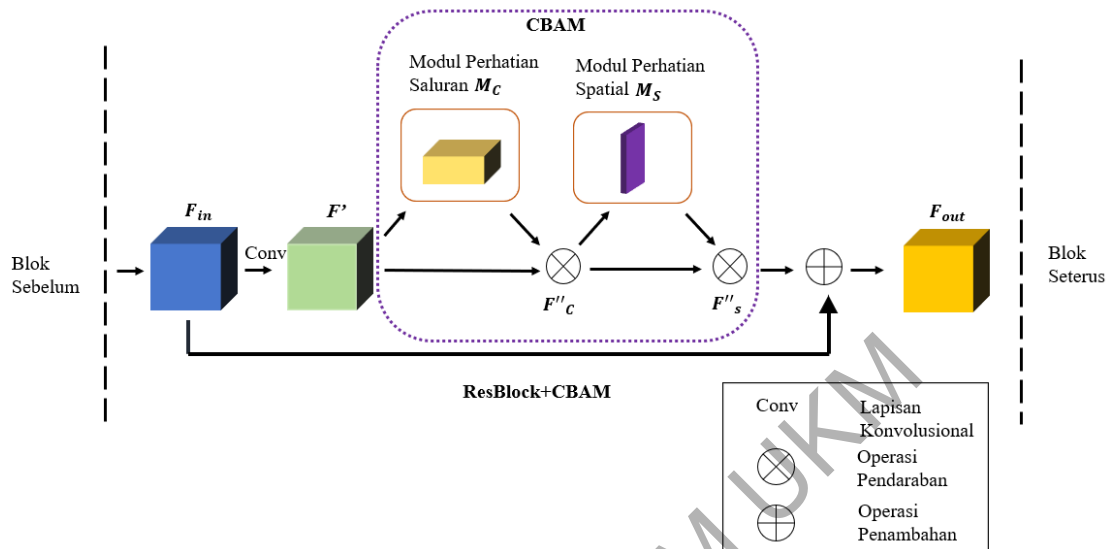 CBAM
Modul Perhatian
Saluran M_C
Modul Perhatian
Spatial M_S
F_in
F’
F_out
Conv
Blok
Sebelum
Blok
Seterus
F''_C
F''_s
ResBlock+CBAM
Conv
Lapisan
Konvolusional
Operasi
Pendaraban
Operasi
Penambahan
M UKM